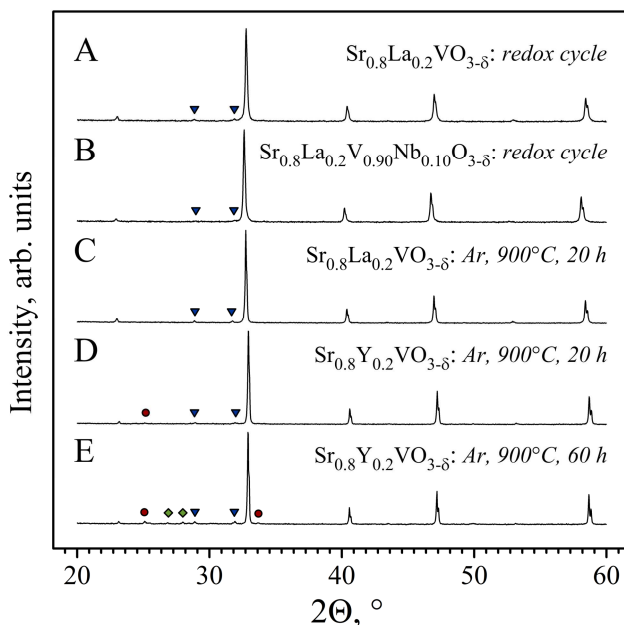 A
Sr0.8La0.2VO3-δ: redox cycle
B
Sr0.8La0.2V0.90Nb0.10O3-δ: redox cycle
C
Sr0.8La0.2VO3-δ: Ar, 900°C, 20 h
D
Sr0.8Y0.2VO3-δ: Ar, 900°C, 20 h
E
Sr0.8Y0.2VO3-δ: Ar, 900°C, 60 h
Intensity, arb. units
20 30 40 50 60
2Θ, °